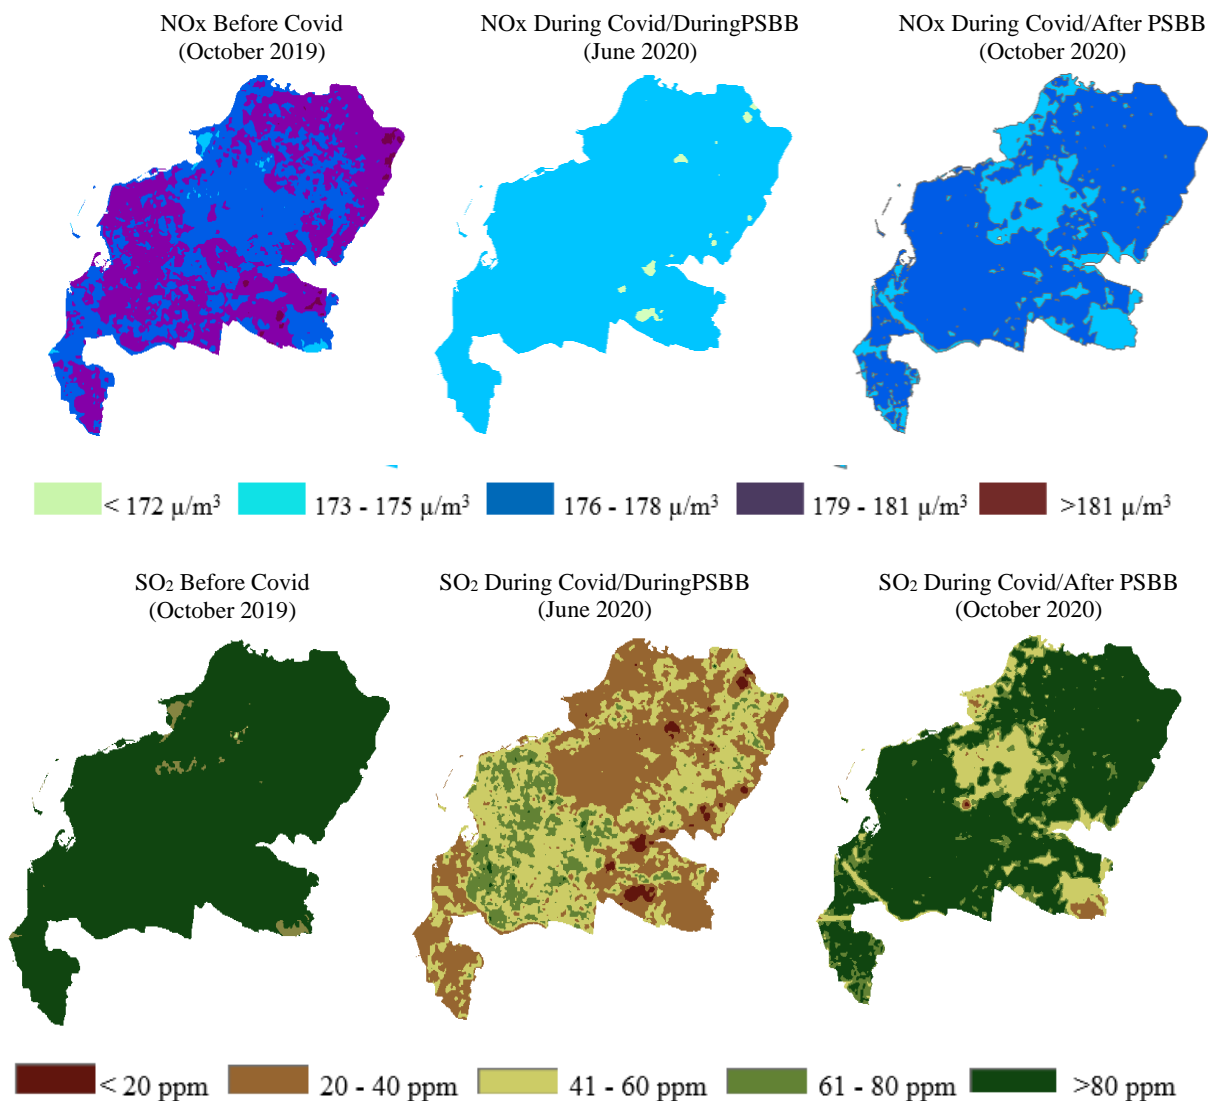 NOx Before Covid
(October 2019)
NOx During Covid/DuringPSBB
(June 2020)
NOx During Covid/After PSBB
(October 2020)
< 172 µ/m³
173 - 175 µ/m³
176 - 178 µ/m³
179 - 181 µ/m³
>181 µ/m³
SO₂ Before Covid
(October 2019)
SO₂ During Covid/DuringPSBB
(June 2020)
SO₂ During Covid/After PSBB
(October 2020)
< 20 ppm
20 - 40 ppm
41 - 60 ppm
61 - 80 ppm
>80 ppm